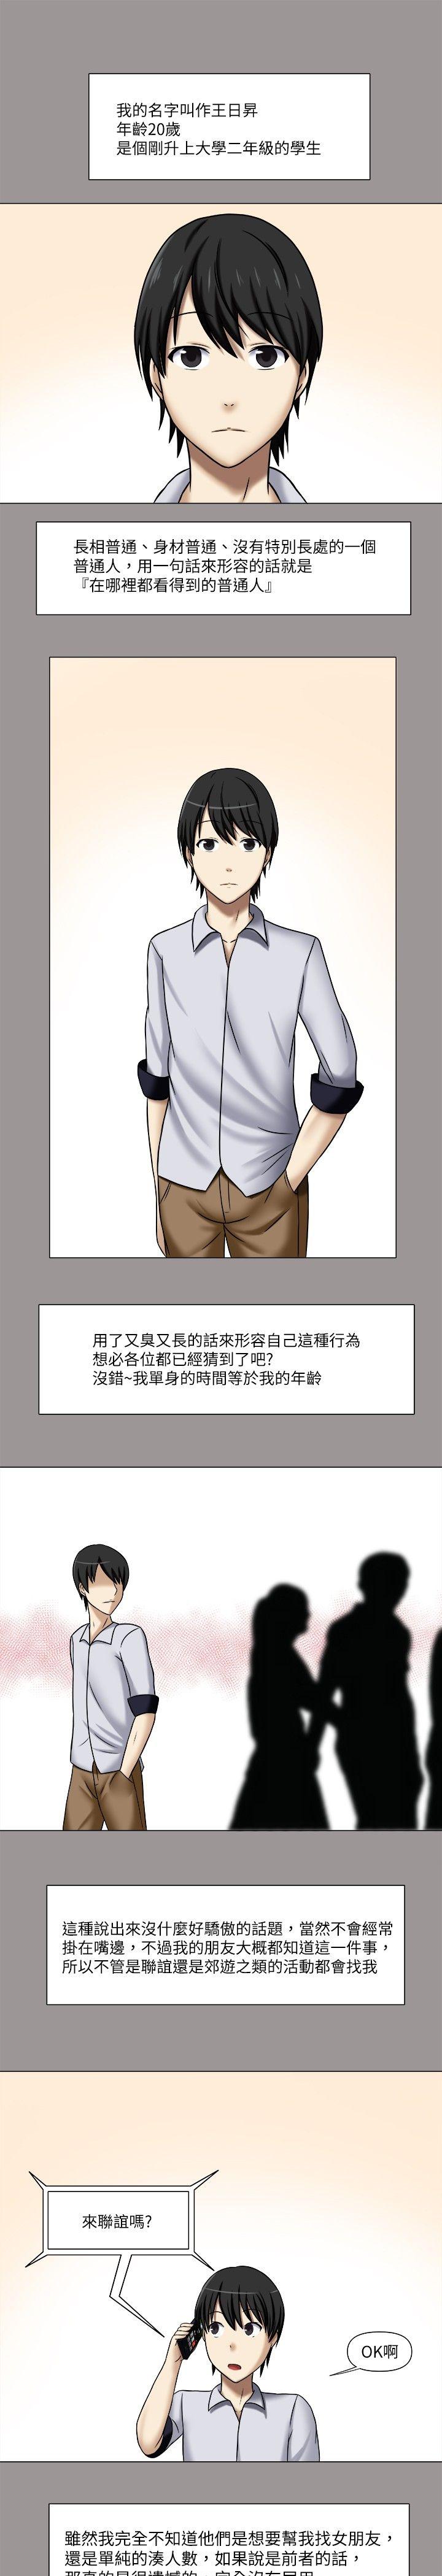 我的名字叫作王日昇
年齡20歲
是個剛升上大學二年級的學生
長相普通、身材普通、沒有特別長處的一個
普通人，用一句話來形容的話就是
『在哪裡都看得到的普通人』
用了又臭又長的話來形容自己這種行為
想必各位都已經猜到了吧?
沒錯~我單身的時間等於我的年齡
這種說出來沒什麼好驕傲的話題，當然不會經常
掛在嘴邊，不過我的朋友大概都知道這一件事，
所以不管是聯誼還是郊遊之類的活動都會找我
來聯誼嗎?
OK啊
雖然我完全不知道他們是想要幫我找女朋友，
還是單純的湊人數，如果說是前者的話，